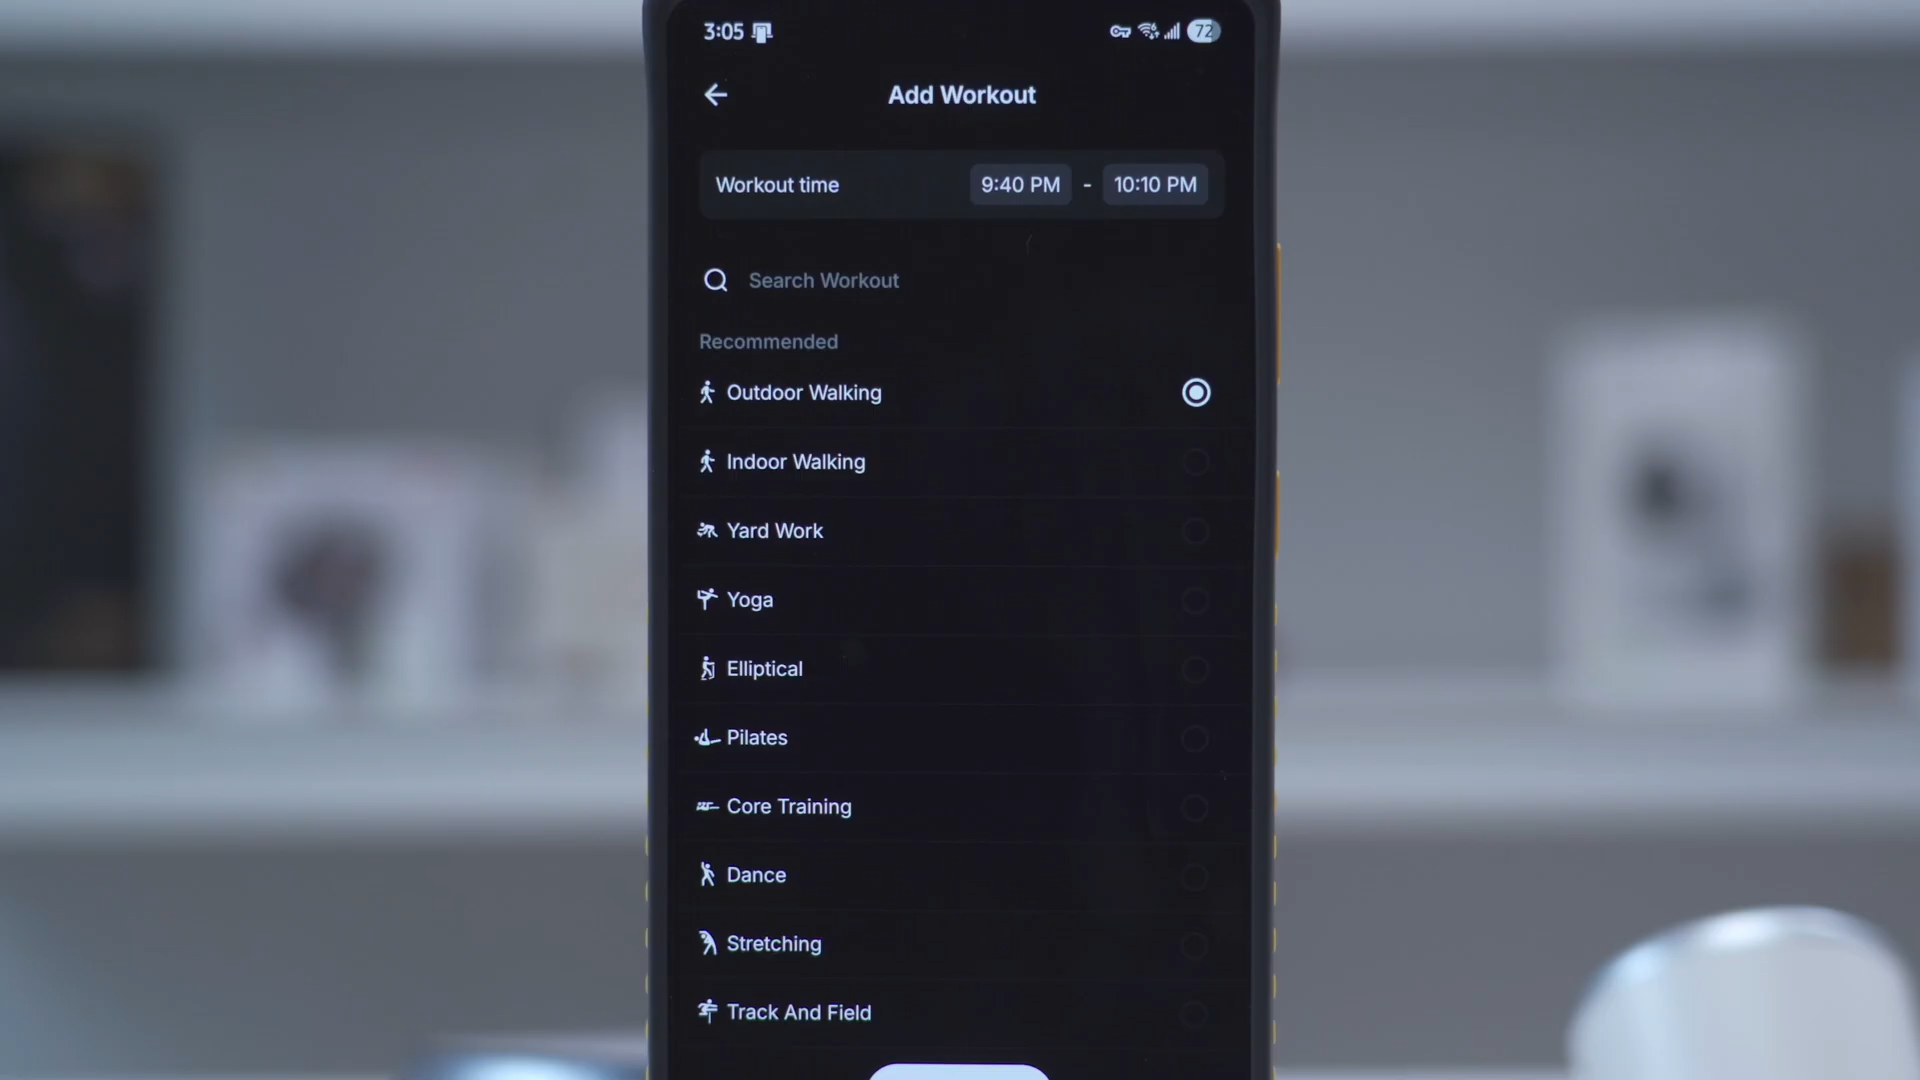 3:05 72
Add Workout
Workout time 9:40 PM - 10:10 PM
Search Workout
Recommended
Outdoor Walking
Indoor Walking
Yard Work
Yoga
Elliptical
Pilates
Core Training
Dance
Stretching
Track And Field